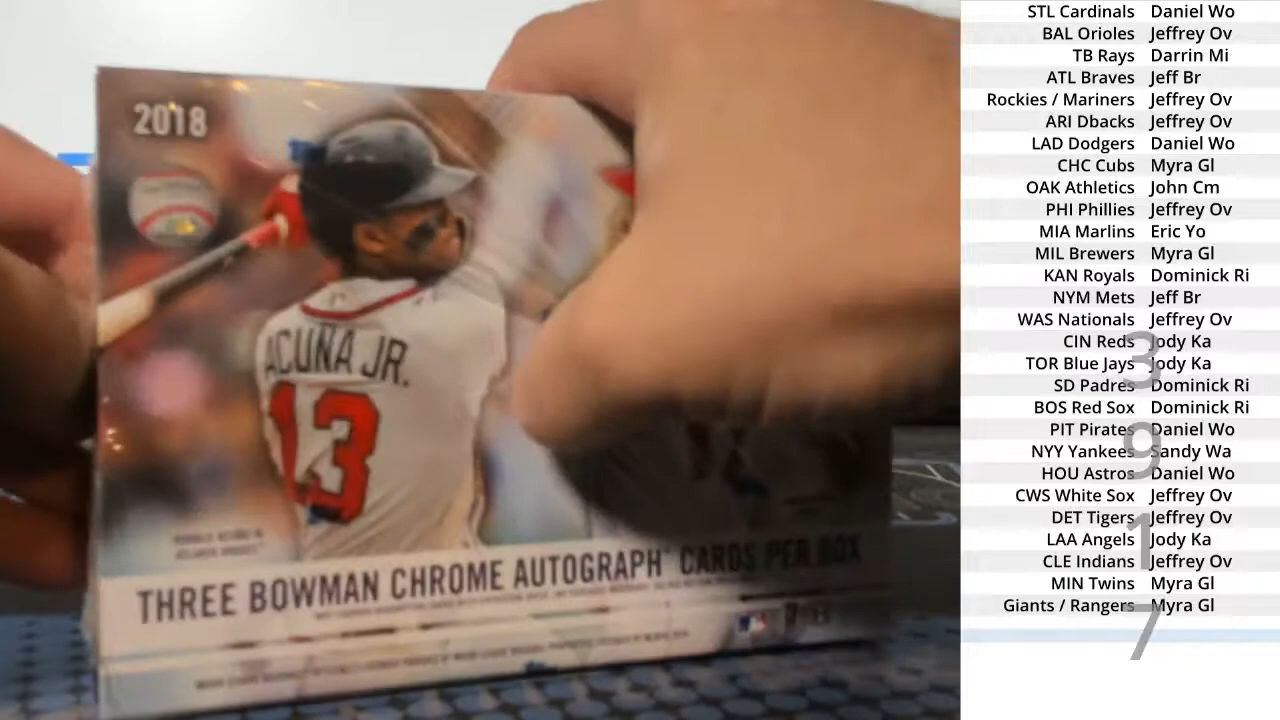 2018
ACUÑA JR.
13
THREE BOWMAN CHROME AUTOGRAPH CARDS PER BOX
STL Cardinals Daniel Wo
BAL Orioles Jeffrey Ov
TB Rays Darrin Mi
ATL Braves Jeff Br
Rockies / Mariners Jeffrey Ov
ARI Dbacks Jeffrey Ov
LAD Dodgers Daniel Wo
CHC Cubs Myra Gl
OAK Athletics John Cm
PHI Phillies Jeffrey Ov
MIA Marlins Eric Yo
MIL Brewers Myra Gl
KAN Royals Dominick Ri
NYM Mets Jeff Br
WAS Nationals Jeffrey Ov
CIN Reds Jody Ka
TOR Blue Jays Jody Ka
SD Padres Dominick Ri
BOS Red Sox Dominick Ri
PIT Pirates Daniel Wo
NYY Yankees Sandy Wa
HOU Astros Daniel Wo
CWS White Sox Jeffrey Ov
DET Tigers Jeffrey Ov
LAA Angels Jody Ka
CLE Indians Jeffrey Ov
MIN Twins Myra Gl
Giants / Rangers Myra Gl
3
9
1
7